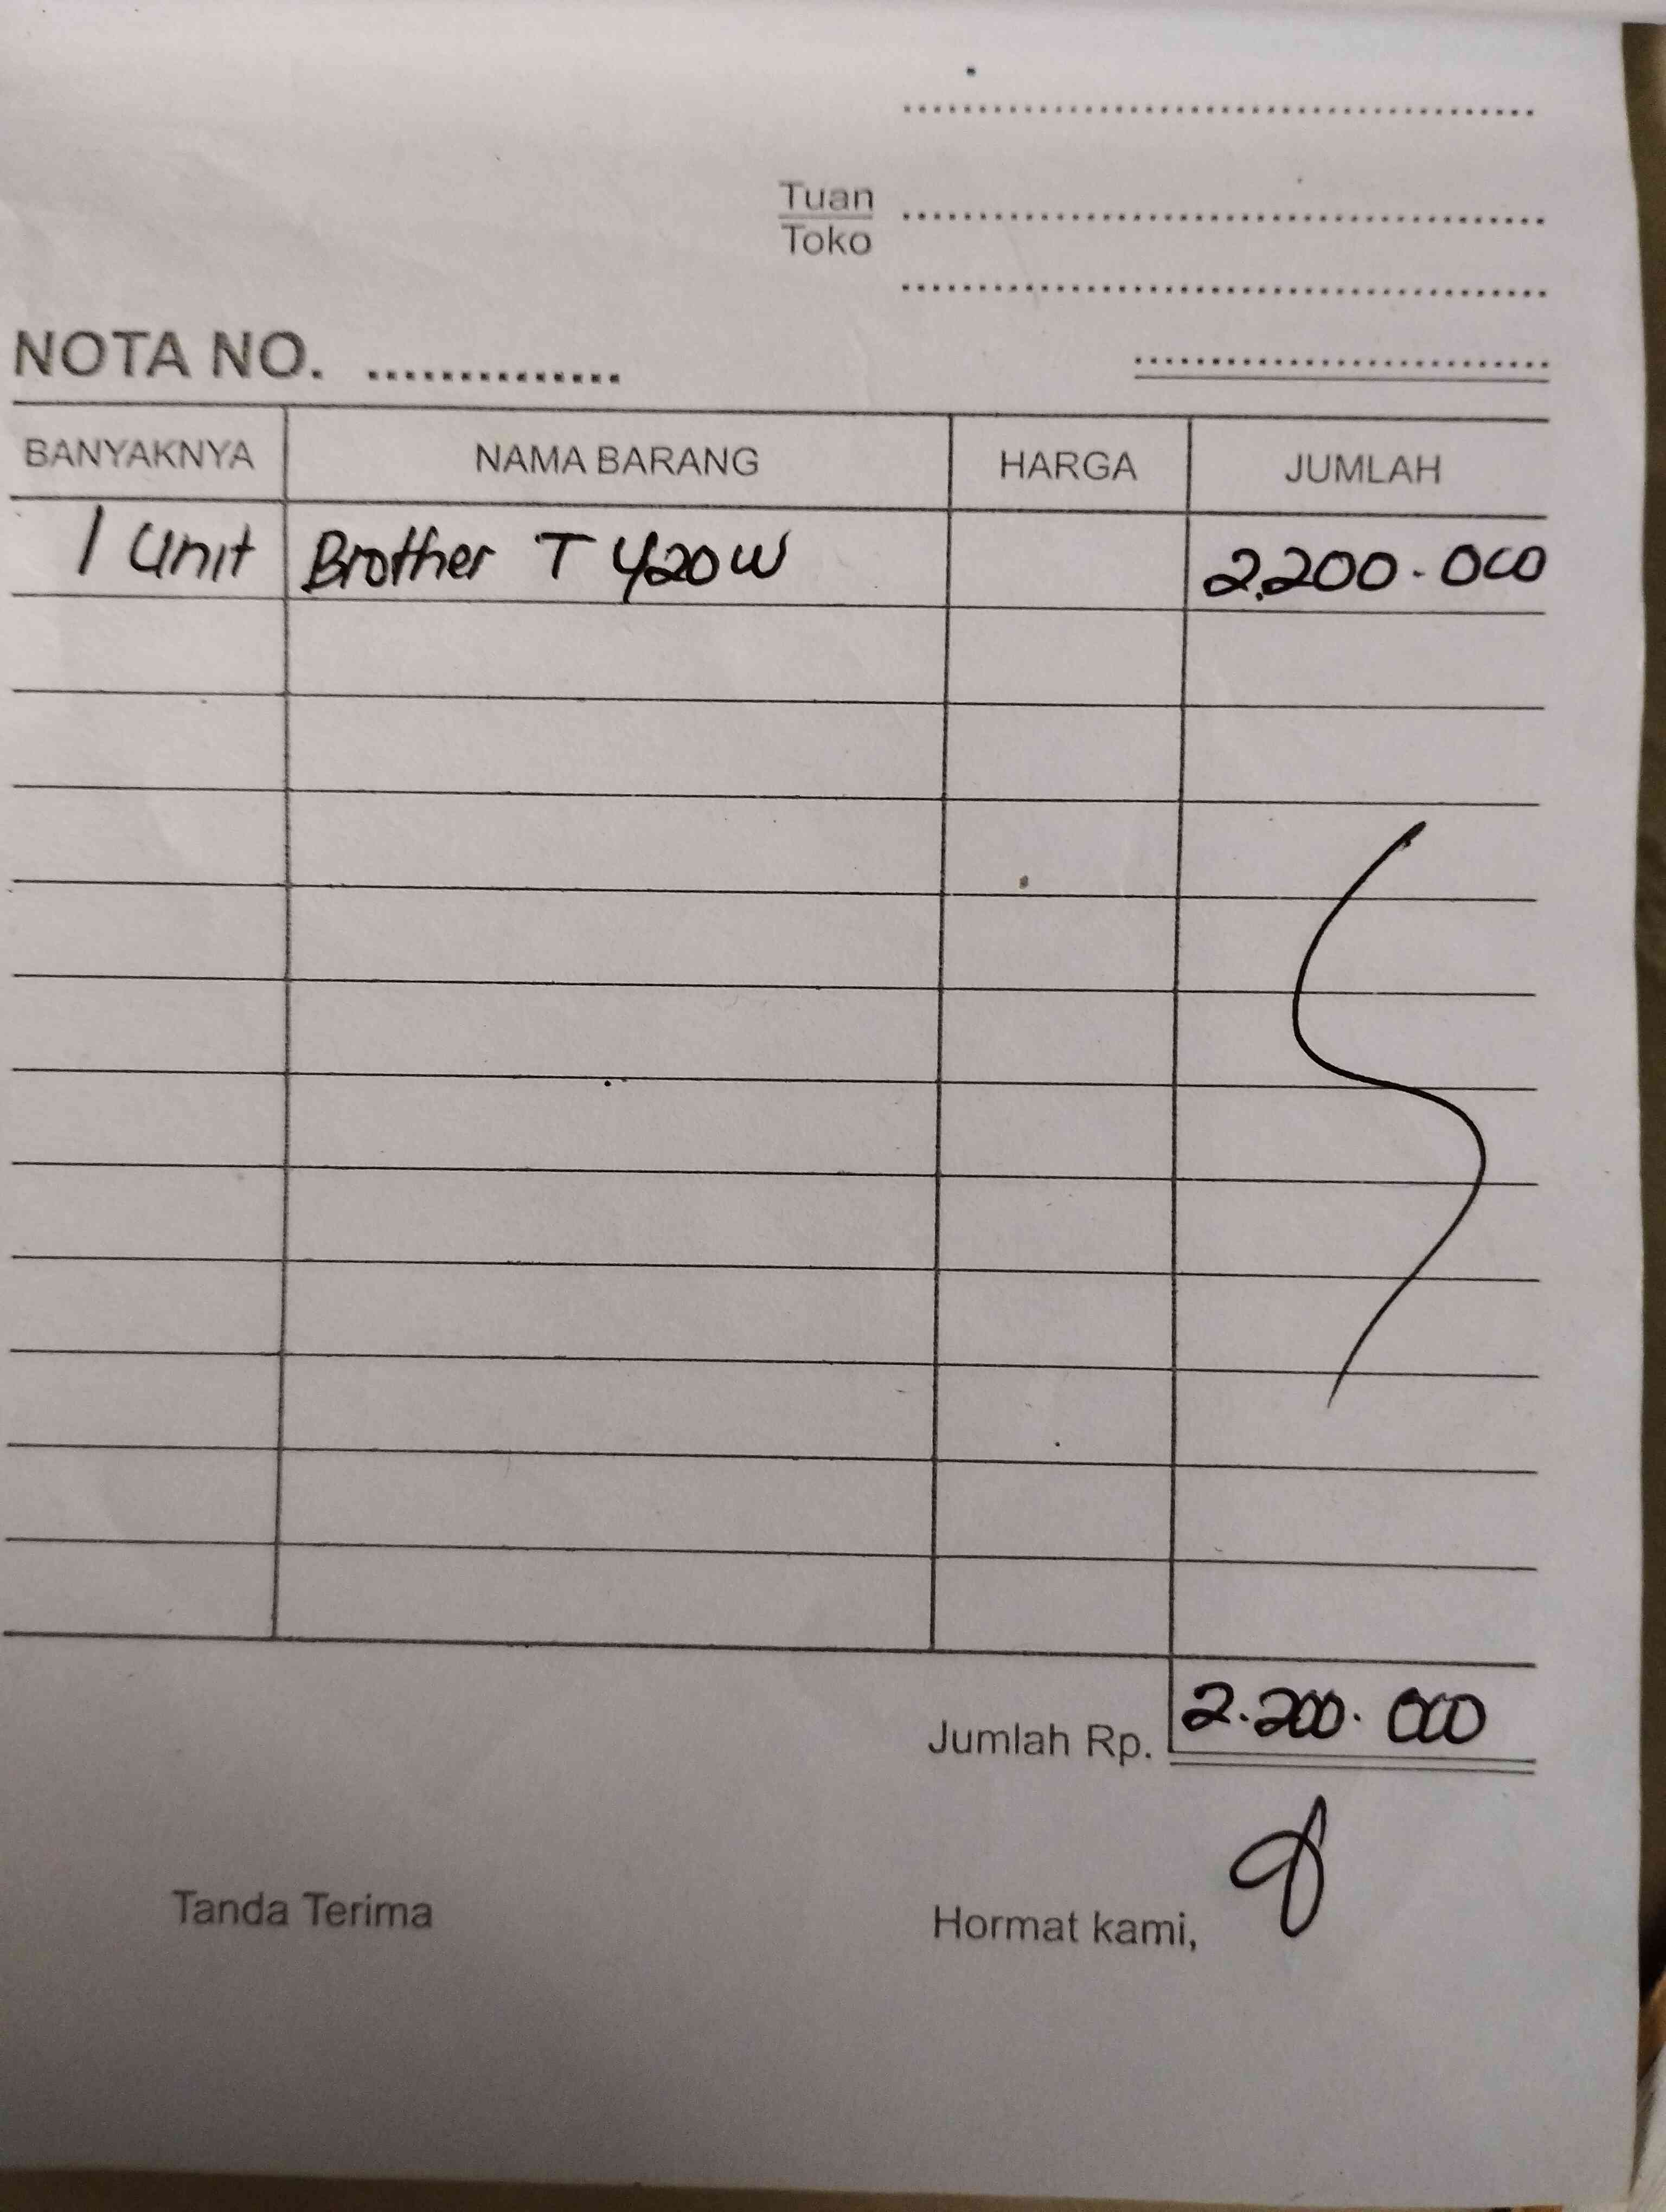 Tuan
Toko
NOTA NO. ..............
BANYAKNYA NAMA BARANG HARGA JUMLAH
1 Unit Brother T 420W 2.200.000
Jumlah Rp. 2.200.000
Tanda Terima Hormat kami,